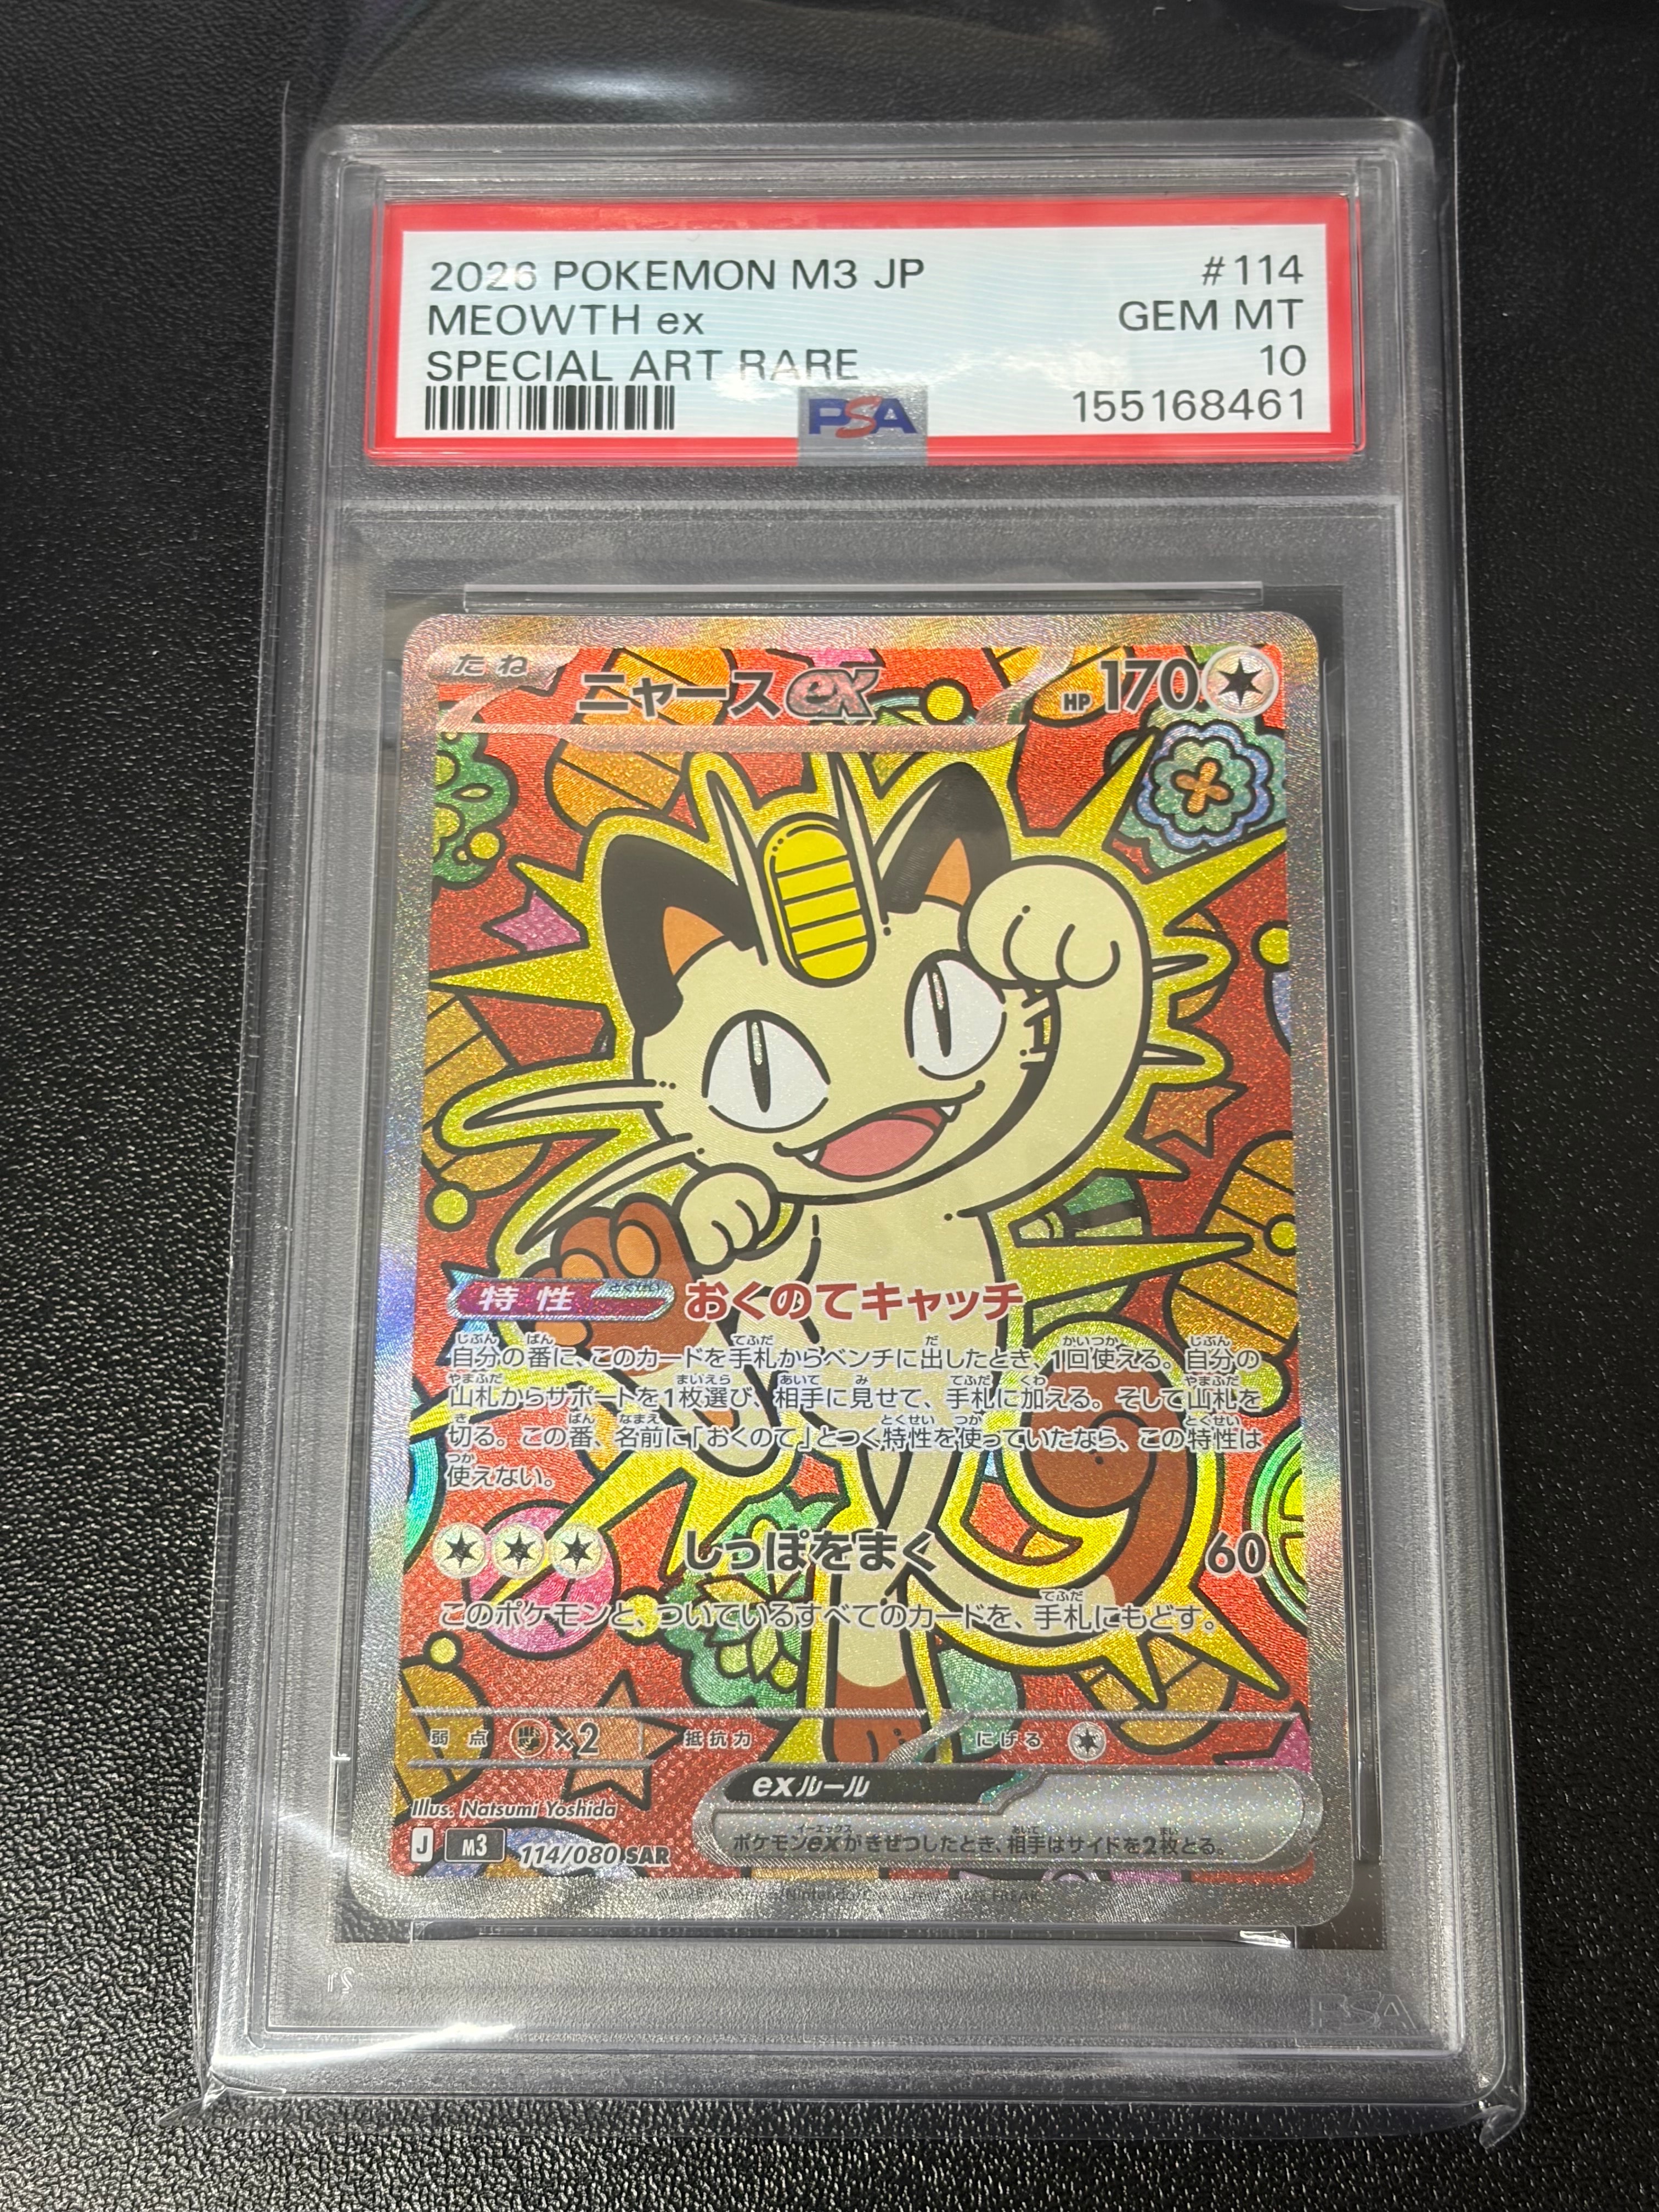 2026 POKEMON M3 JP #114
MEOWTH ex GEM MT
SPECIAL ART RARE 10
PSA 155168461
たね ニャースex HP170
特性 おくのてキャッチ
自分の番に、このカードを手札からベンチに出したとき、1回使える。自分の
山札からサポートを1枚選び、相手に見せて、手札に加える。そして山札を
切る。この番、名前に「おくのて」とつく特性を使っていたなら、この特性は
使えない。
しっぽをまく 60
このポケモンと、ついているすべてのカードを、手札にもどす。
弱点 ×2 抵抗力 にげる
exルール
ポケモンexがきぜつしたとき、相手はサイドを2枚とる。
Illus. Natsumi Yoshida
J M3 114/080 SAR
PSA